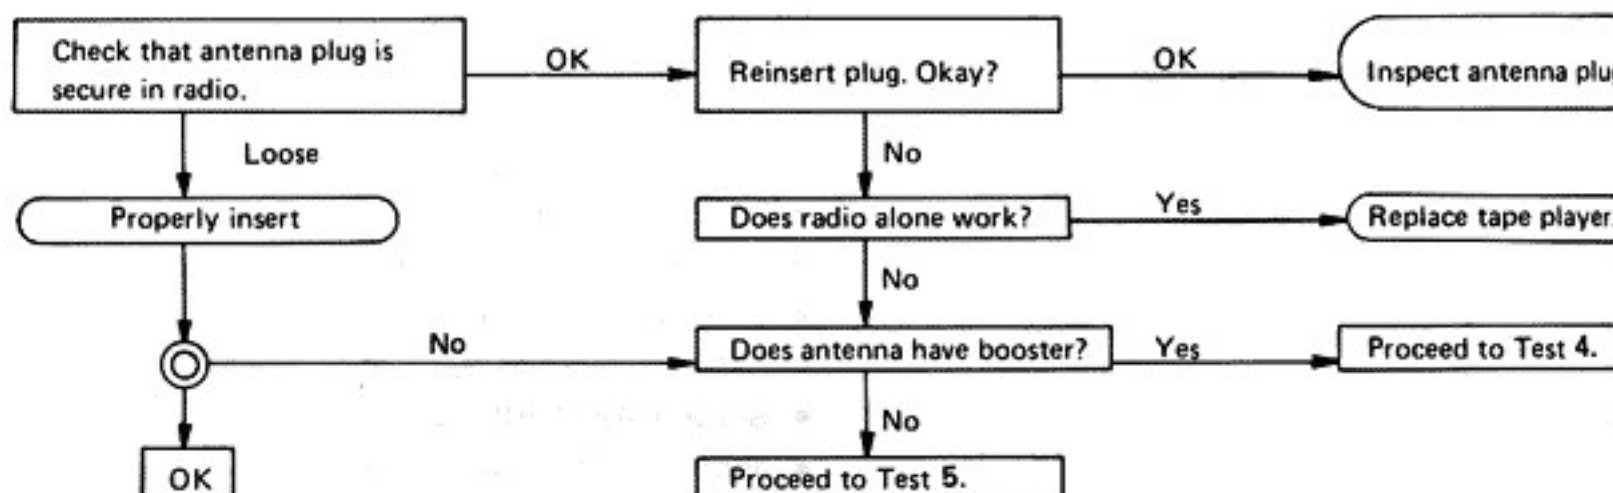 Check that antenna plug is
secure in radio.
OK
Reinsert plug. Okay?
OK
Inspect antenna plug
Loose
No
Properly insert
Does radio alone work?
Yes
Replace tape player.
No
No
Does antenna have booster?
Yes
Proceed to Test 4.
No
OK
Proceed to Test 5.